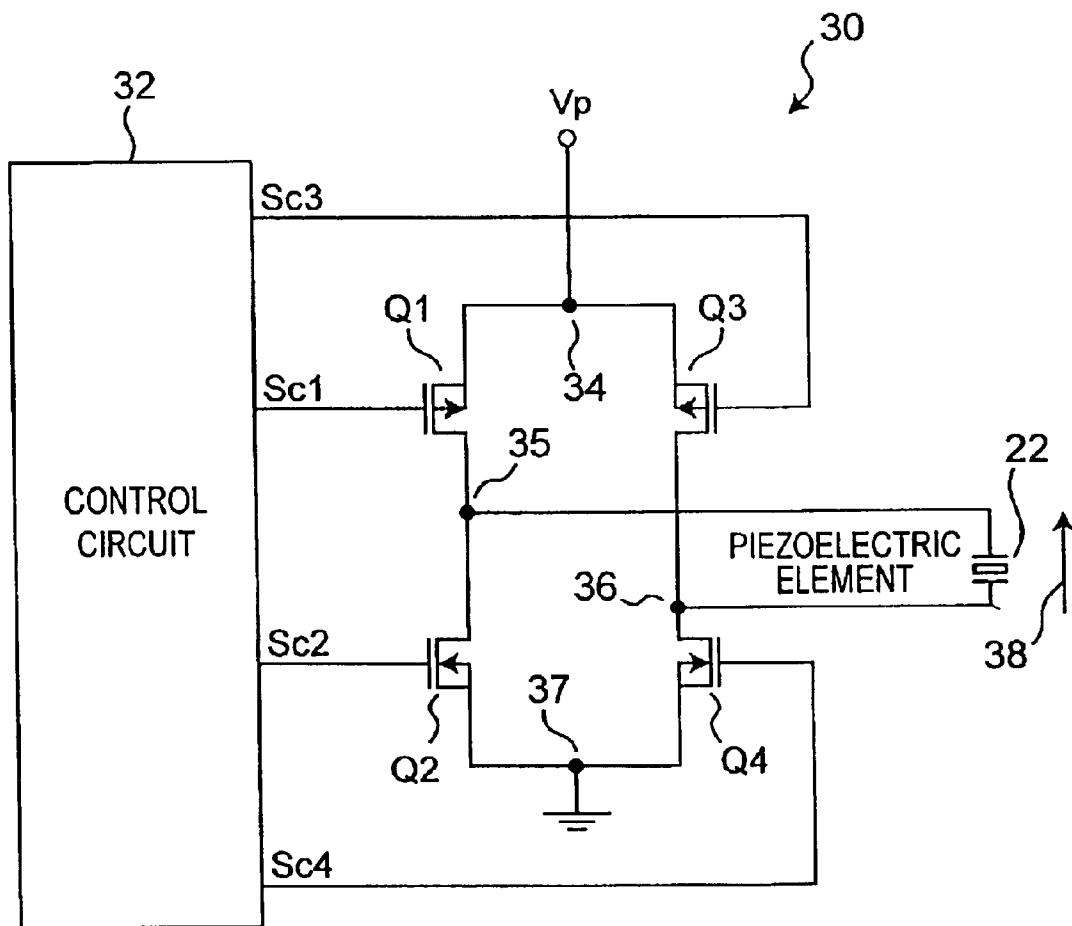 30
32
Vp
Sc3
Q1
Q3
34
Sc1
35
22
CONTROL
CIRCUIT
PIEZOELECTRIC
ELEMENT
36
38
Sc2
37
Q2
Q4
Sc4